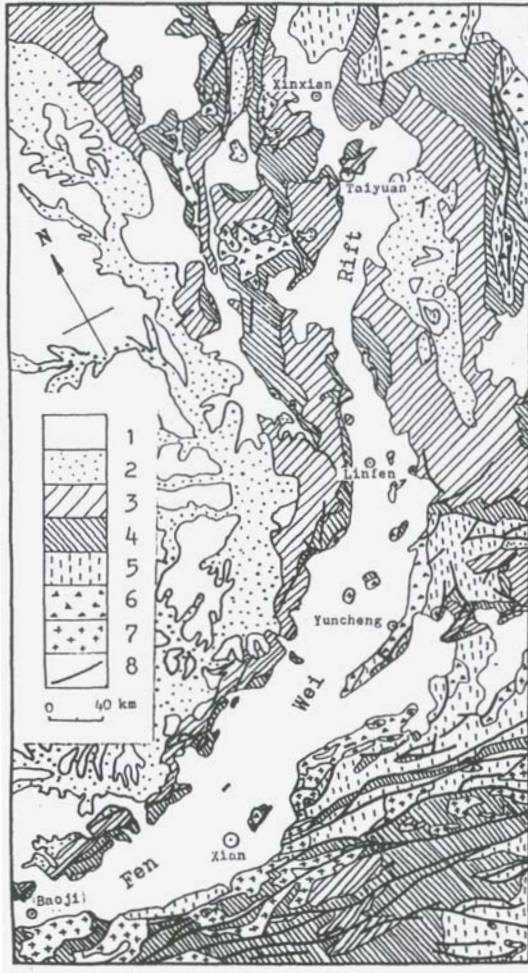 Xinxian
Taiyuan
Rift
N
1
2
3
4
5
6
7
8
0 40 km
Linfen
Yuncheng
Wei
Xian
Fen
Baoji